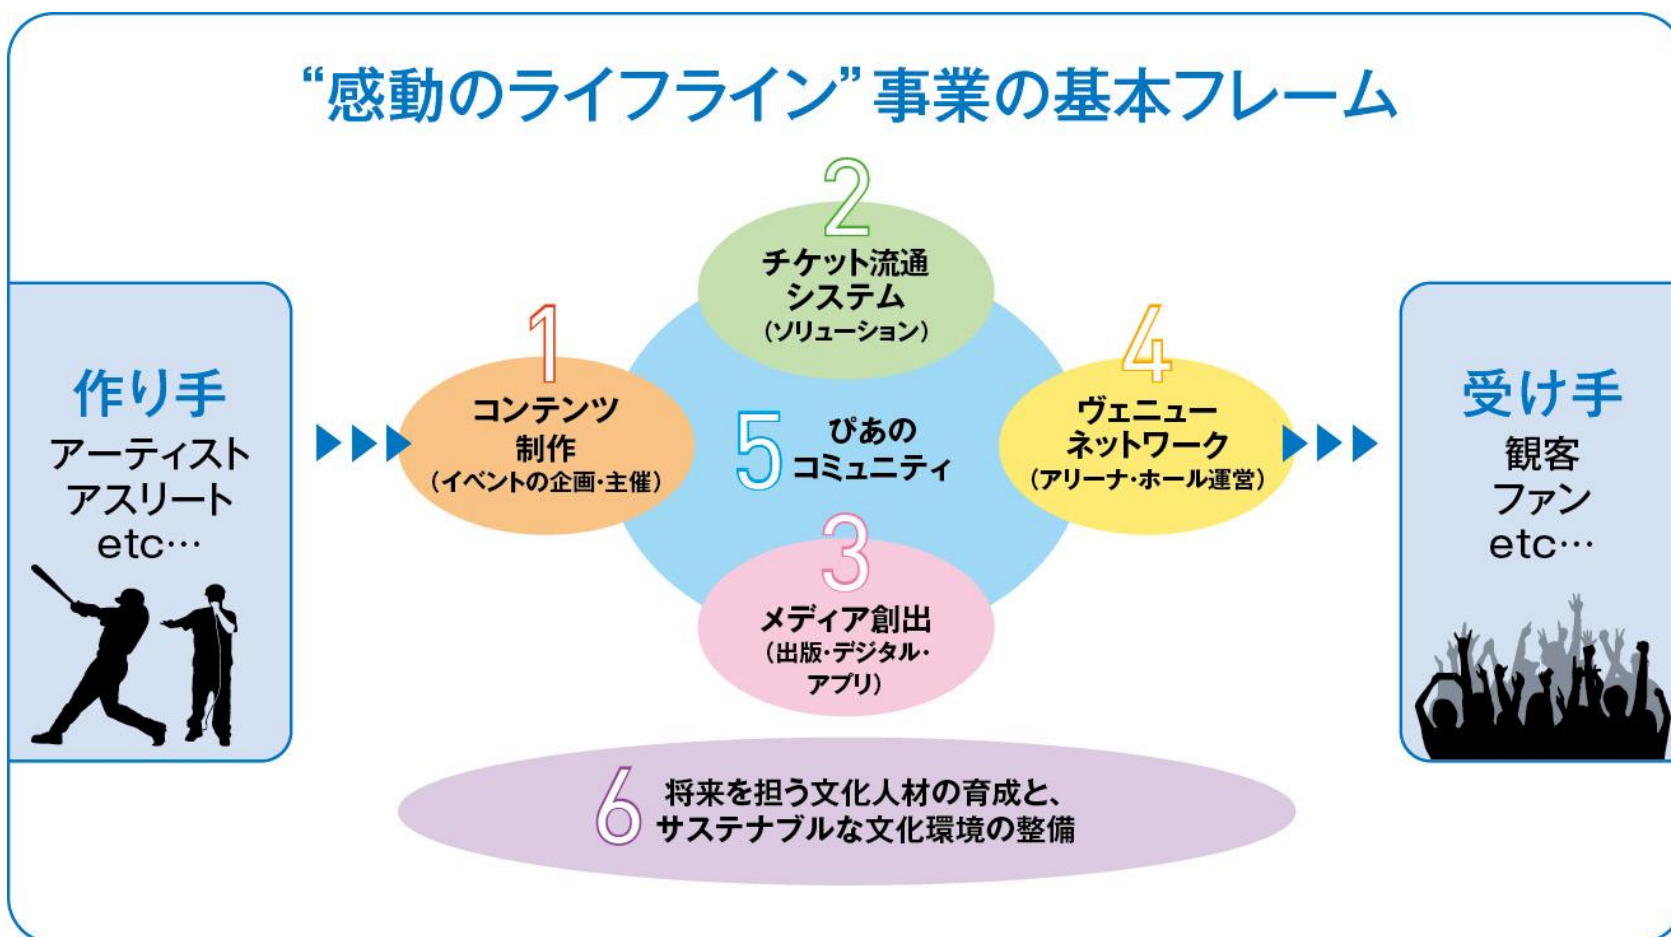 “感動のライフライン”事業の基本フレーム
作り手
アーティスト
アスリート
etc…
1
コンテンツ
制作
（イベントの企画・主催）
2
チケット流通
システム
（ソリューション）
3
メディア創出
（出版・デジタル・
アプリ）
4
ヴェニュー
ネットワーク
（アリーナ・ホール運営）
5
ぴあの
コミュニティ
6
将来を担う文化人材の育成と、
サステナブルな文化環境の整備
受け手
観客
ファン
etc…